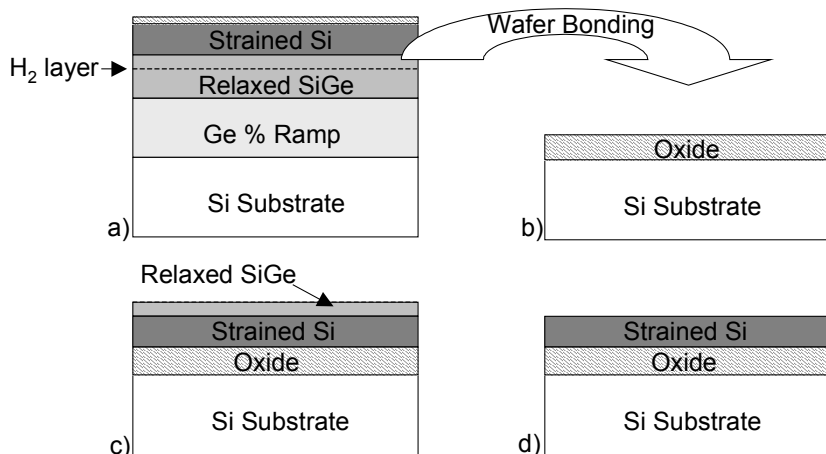 Wafer Bonding
Strained Si
H₂ layer
Relaxed SiGe
Ge % Ramp
Si Substrate
a)
Oxide
Si Substrate
b)
Relaxed SiGe
Strained Si
Oxide
Si Substrate
c)
Strained Si
Oxide
Si Substrate
d)